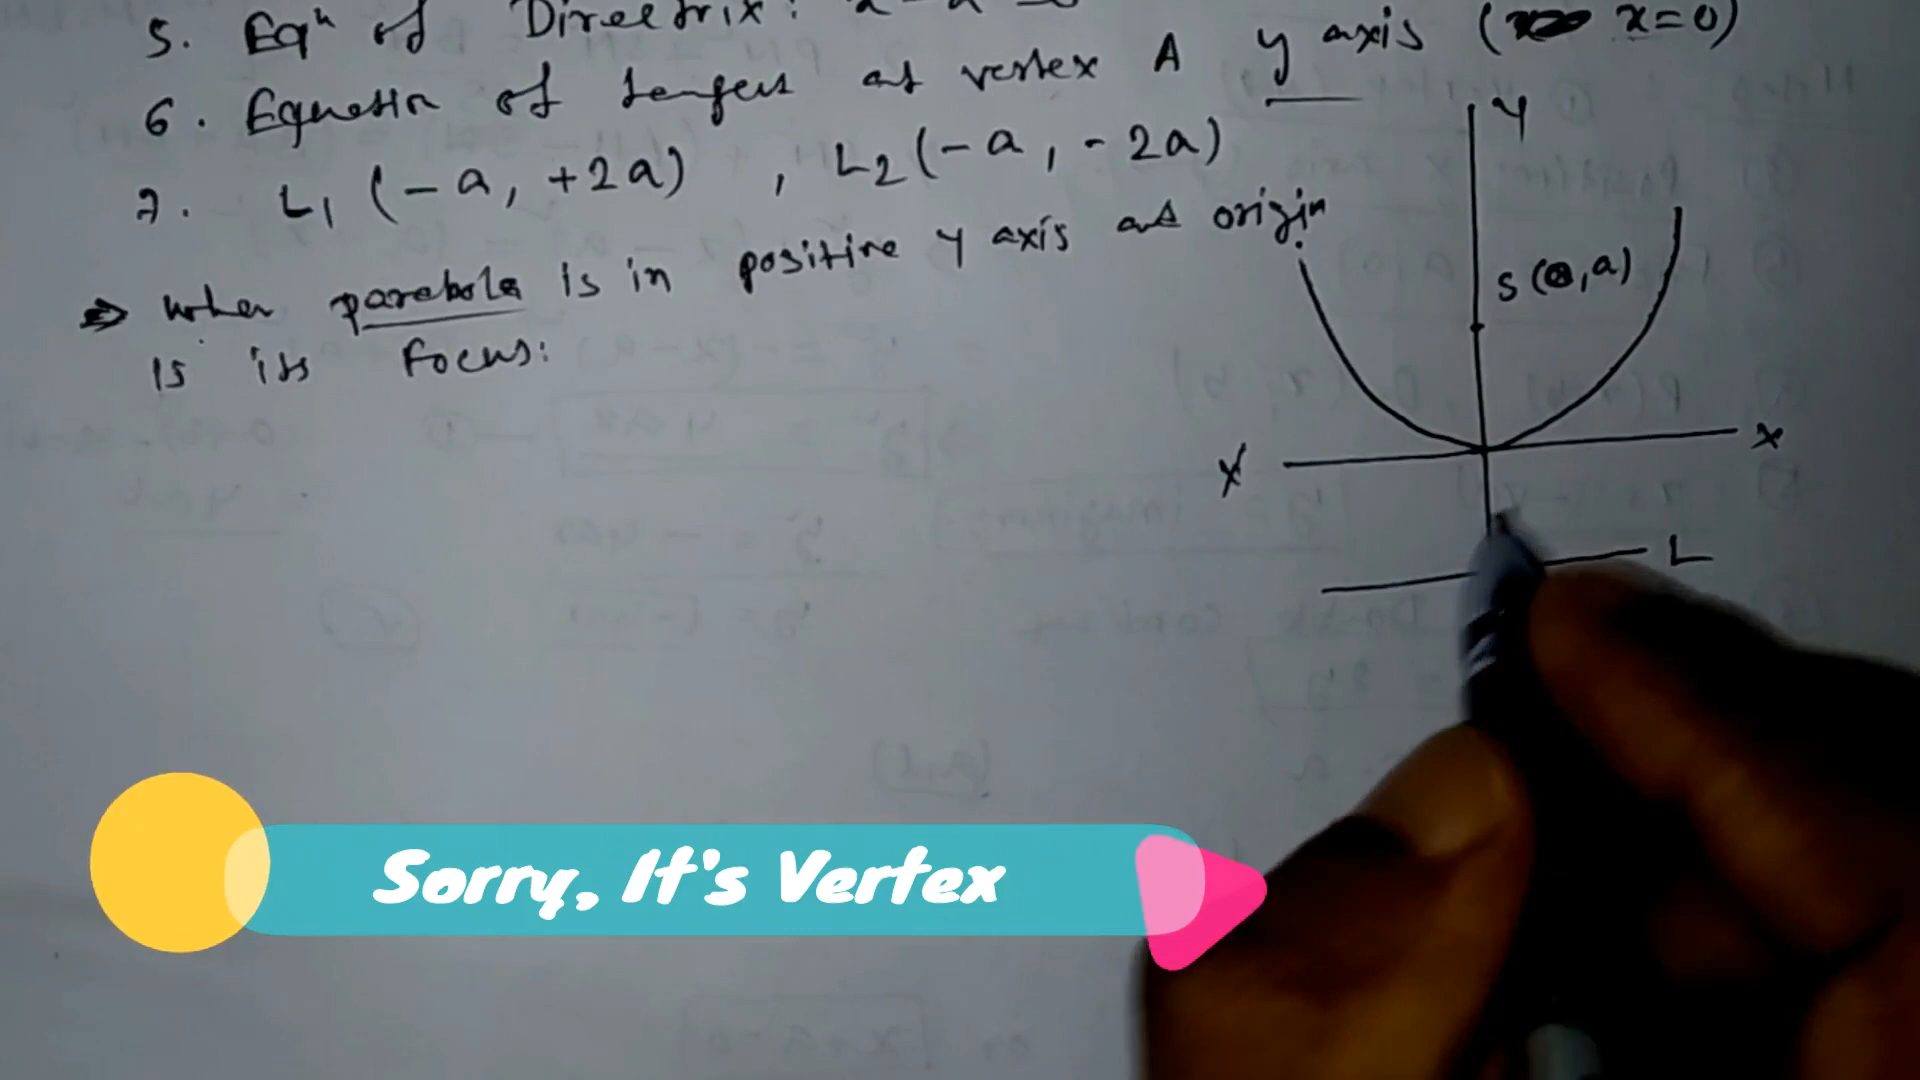 5. Eqⁿ of Directrix:
6. Equation of tangent at vertex A y axis ( x=0)
7. L₁ (-a, +2a) , L₂ (-a, -2a)
⇒ when parabola is in positive y axis and origin
is its Focus:
Y
S (0,a)
X
X
L
Sorry, It's Vertex